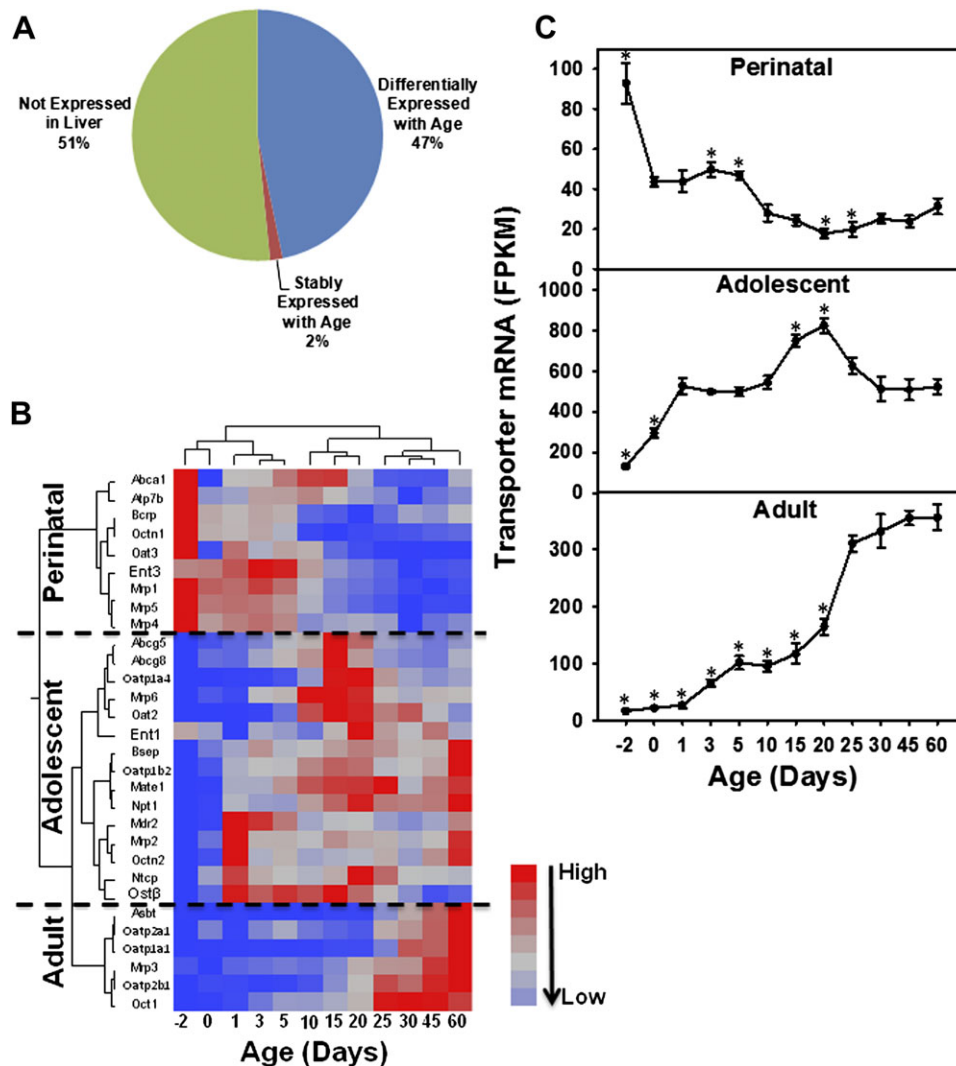 A
Not Expressed
in Liver
51%
Differentially
Expressed
with Age
47%
Stably
Expressed
with Age
2%
B
Perinatal
Adolescent
Adult
Abca1
Atp7b
Bcrp
Octn1
Oat3
Ent3
Mrp1
Mrp5
Mrp4
Abcg5
Abcg8
Oatp1a4
Mrp6
Oat2
Ent1
Bsep
Oatp1b2
Mate1
Npt1
Mdr2
Mrp2
Octn2
Ntcp
Ostβ
Asbt
Oatp2a1
Oatp1a1
Mrp3
Oatp2b1
Oct1
-2 0 1 3 5 10 15 20 25 30 45 60
Age (Days)
High
Low
C
Transporter mRNA (FPKM)
Perinatal
100
80
60
40
20
0
* * * * *
Adolescent
1000
800
600
400
200
0
* * * *
Adult
300
200
100
0
* * * * * * * *
-2 0 1 3 5 10 15 20 25 30 45 60
Age (Days)